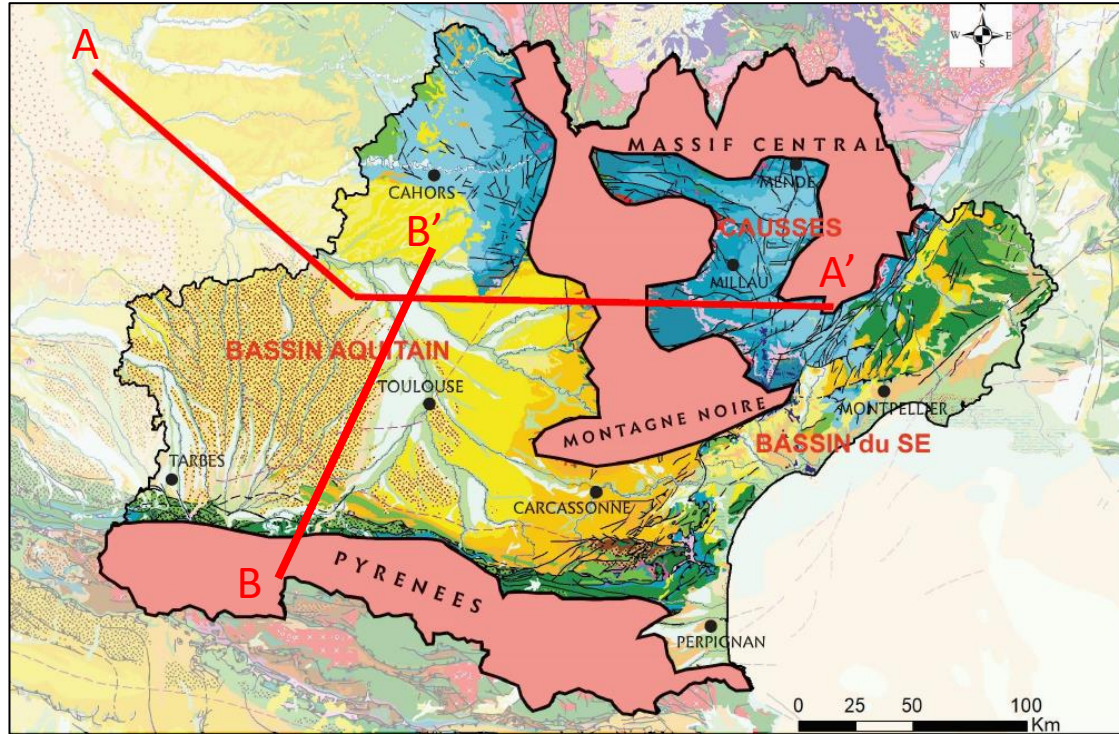 A
N
W
E
S
MASSIF CENTRAL
MENDE
CAHORS
B'
CAUSSES
MILLAU
A'
BASSIN AQUITAIN
TOULOUSE
MONTPELLIER
MONTAGNE NOIRE
BASSIN du SE
TARBES
CARCASSONNE
B
PYRENEES
PERPIGNAN
0 25 50 100
Km